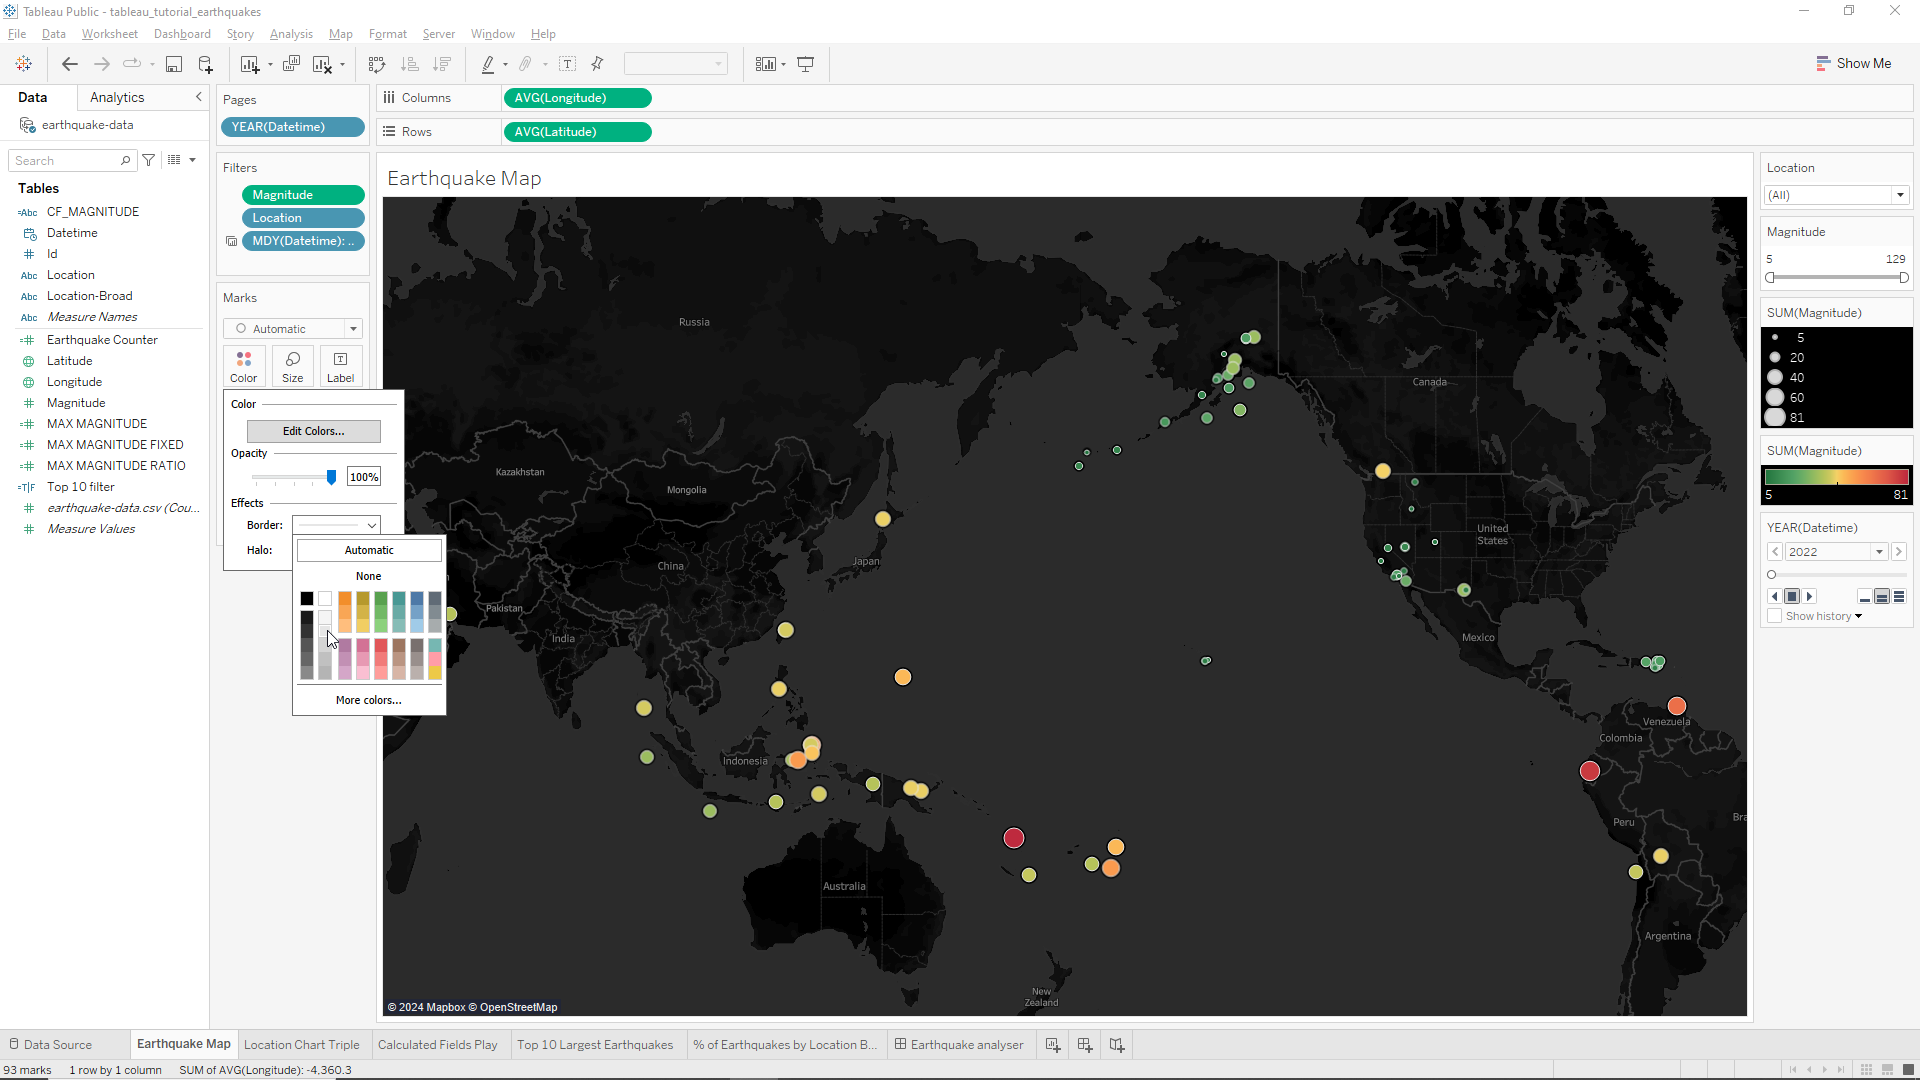 Tableau Public - tableau_tutorial_earthquakes
File Data Worksheet Dashboard Story Analysis Map Format Server Window Help
Show Me
Data Analytics
earthquake-data
Search
Tables
CF_MAGNITUDE
Datetime
Id
Location
Location-Broad
Measure Names
Earthquake Counter
Latitude
Longitude
Magnitude
MAX MAGNITUDE
MAX MAGNITUDE FIXED
MAX MAGNITUDE RATIO
Top 10 filter
earthquake-data.csv (Cou...
Measure Values
Pages
YEAR(Datetime)
Filters
Magnitude
Location
MDY(Datetime): ..
Marks
Automatic
Color Size Label
Color
Edit Colors...
Opacity
100%
Effects
Border:
Halo:
Automatic
None
More colors...
Columns AVG(Longitude)
Rows AVG(Latitude)
Earthquake Map
Russia
Canada
Kazakhstan
Mongolia
United
States
Japan
China
Pakistan
India
Mexico
Venezuela
Colombia
Indonesia
Peru
Bra
Australia
Argentina
New
Zealand
© 2024 Mapbox © OpenStreetMap
Location
(All)
Magnitude
5 129
SUM(Magnitude)
5
20
40
60
81
SUM(Magnitude)
5 81
YEAR(Datetime)
2022
Show history
Data Source Earthquake Map Location Chart Triple Calculated Fields Play Top 10 Largest Earthquakes % of Earthquakes by Location B... Earthquake analyser
93 marks 1 row by 1 column SUM of AVG(Longitude): -4,360.3